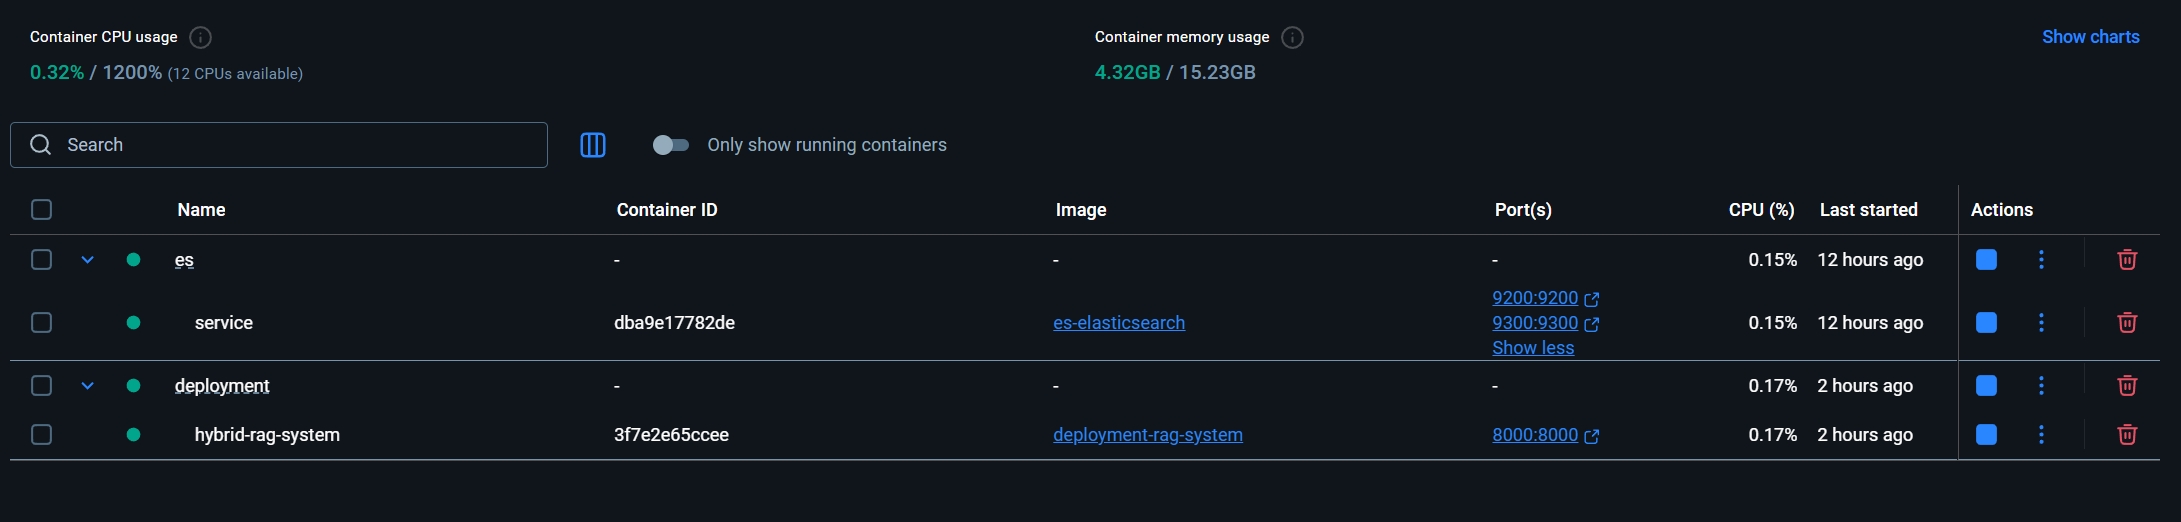 Container CPU usage
0.32% / 1200% (12 CPUs available)
Container memory usage
4.32GB / 15.23GB
Show charts
Search
Only show running containers
Name Container ID Image Port(s) CPU (%) Last started Actions
es - - - 0.15% 12 hours ago
service dba9e17782de es-elasticsearch 9200:9200 0.15% 12 hours ago
9300:9300
Show less
deployment - - - 0.17% 2 hours ago
hybrid-rag-system 3f7e2e65ccee deployment-rag-system 8000:8000 0.17% 2 hours ago